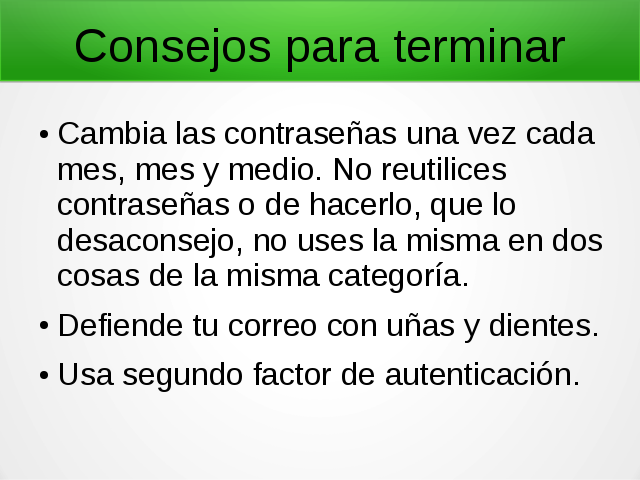 Consejos para terminar
• Cambia las contraseñas una vez cada
mes, mes y medio. No reutilices
contraseñas o de hacerlo, que lo
desaconsejo, no uses la misma en dos
cosas de la misma categoría.
• Defiende tu correo con uñas y dientes.
• Usa segundo factor de autenticación.